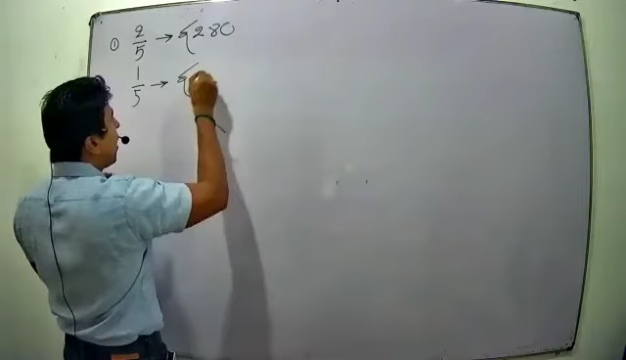 ① 2/5 → ₹280
1/5 → ₹